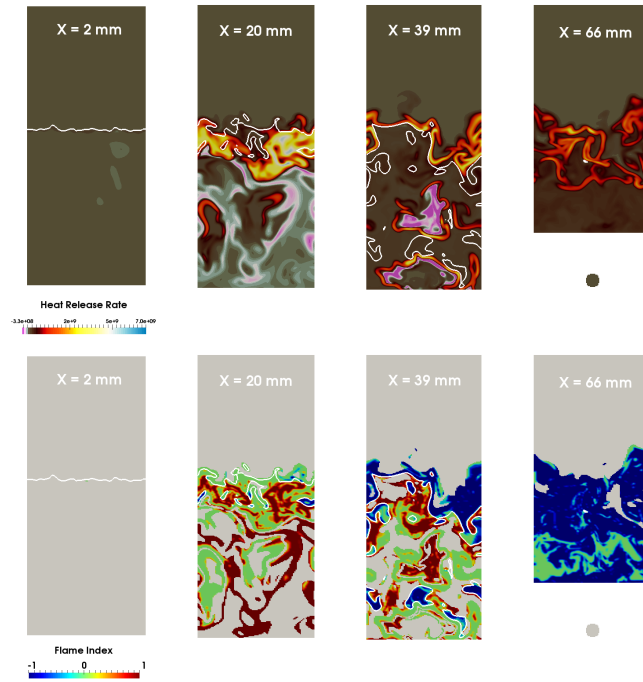 X = 2 mm
X = 20 mm
X = 39 mm
X = 66 mm
Heat Release Rate
-3.3e+08 2e+9 5e+9 7.0e+09
X = 2 mm
X = 20 mm
X = 39 mm
X = 66 mm
Flame Index
-1 0 1